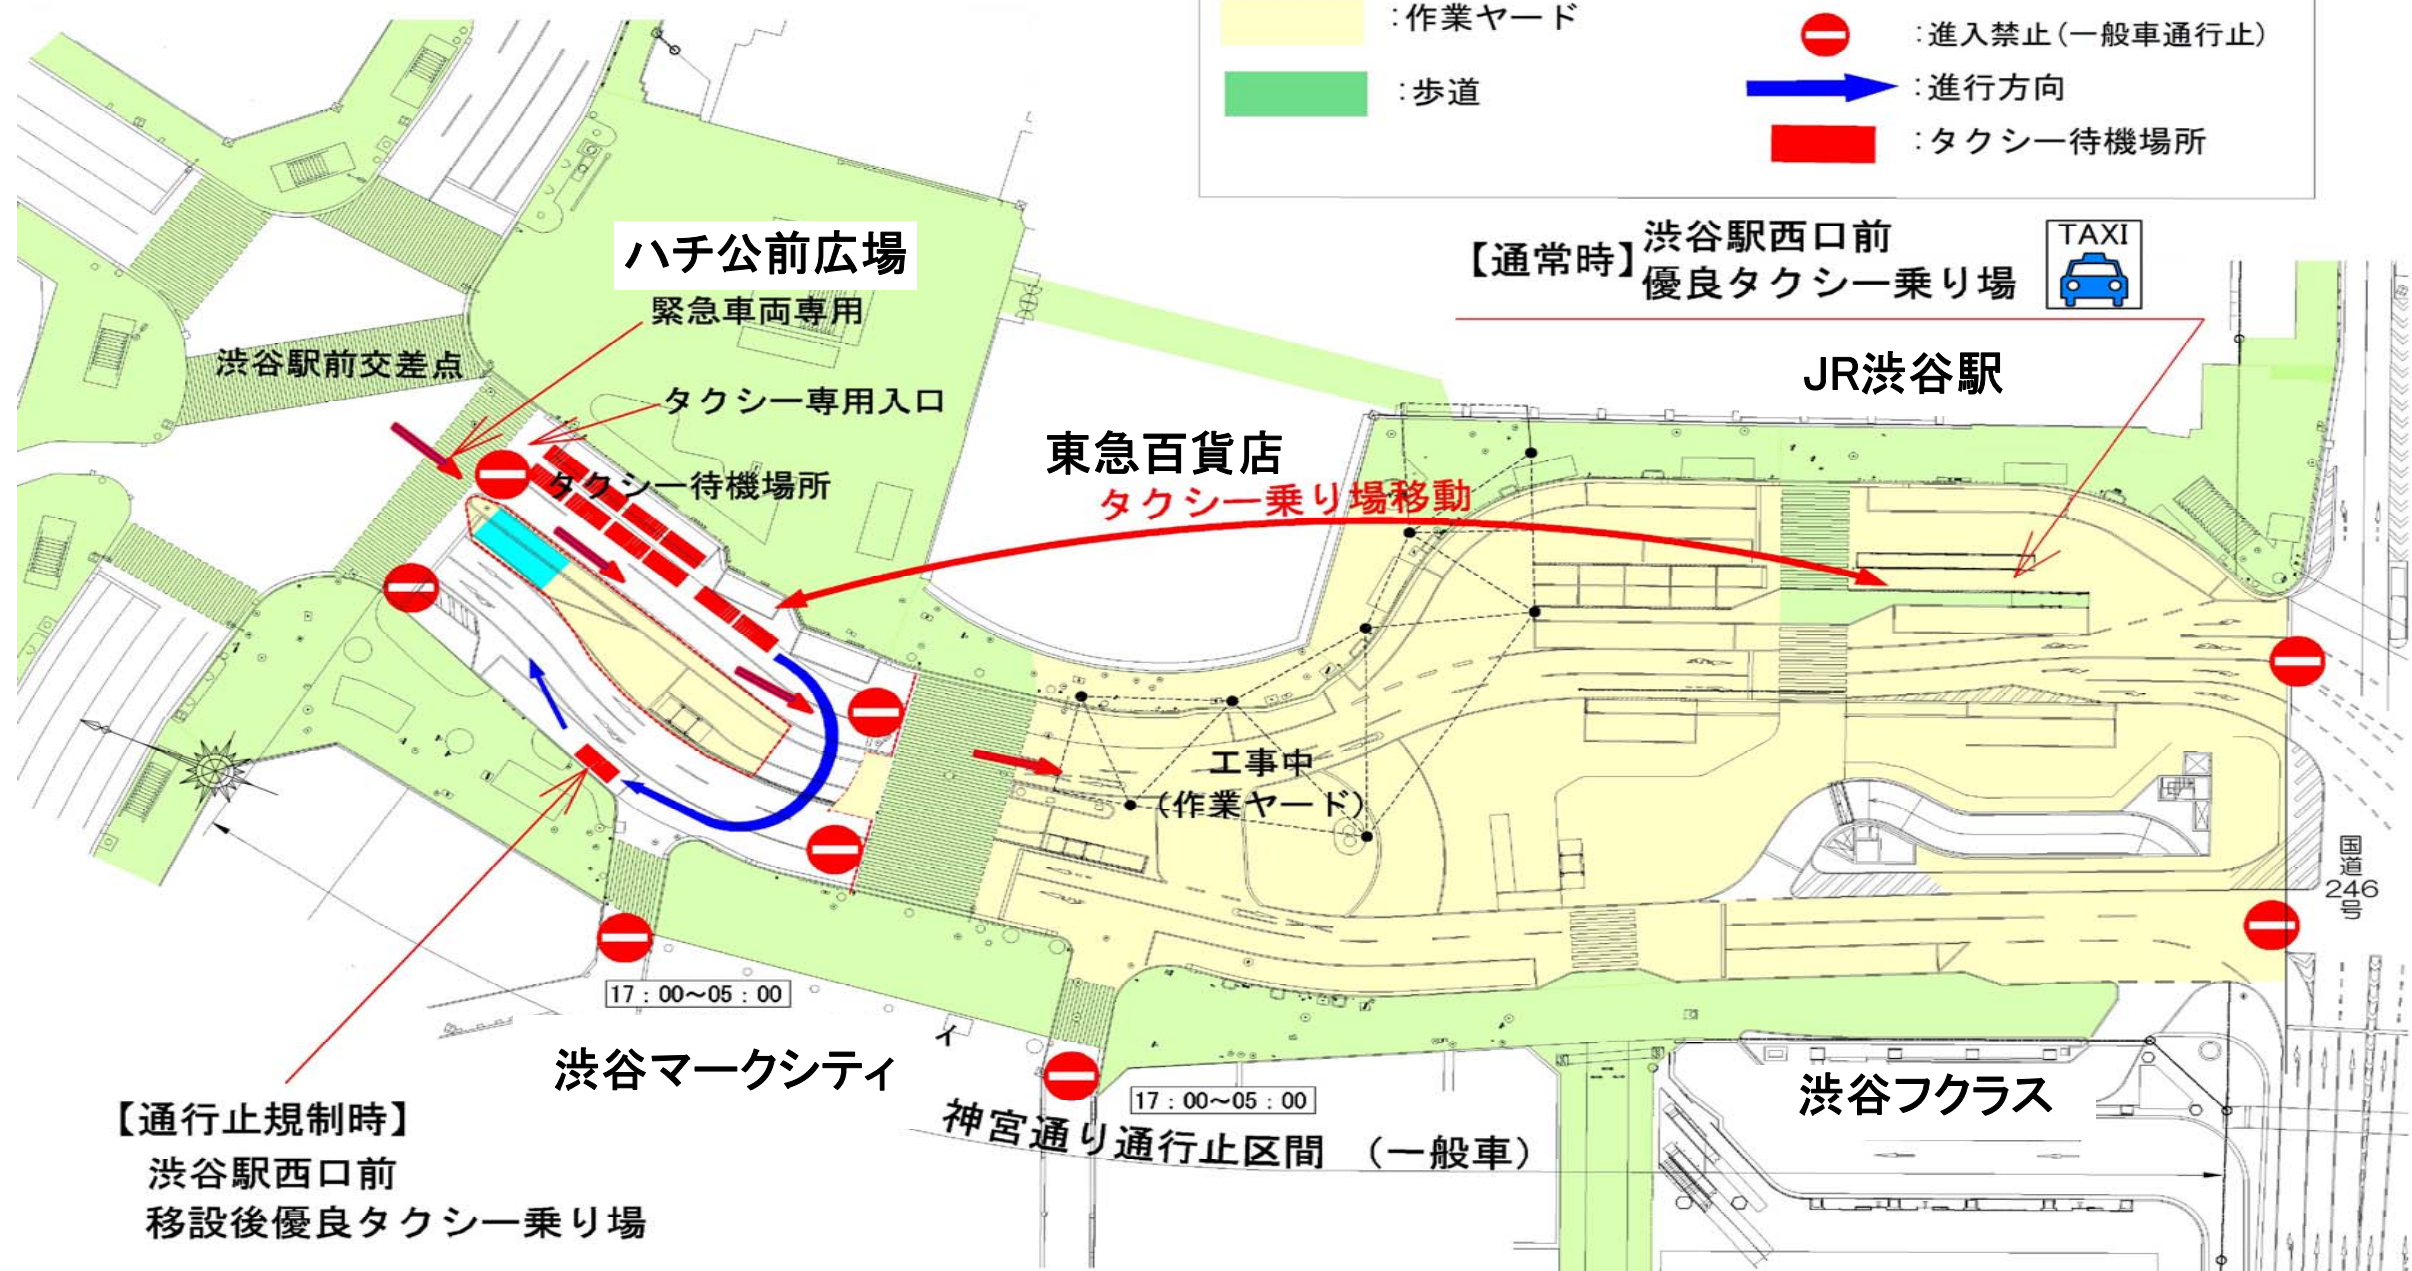 :作業ヤード
:進入禁止(一般車通行止)
:歩道
:進行方向
:タクシー待機場所
【通常時】
渋谷駅西口前
優良タクシー乗り場
TAXI
ハチ公前広場
緊急車両専用
渋谷駅前交差点
タクシー専用入口
タクシー待機場所
JR渋谷駅
東急百貨店
タクシー乗り場移動
工事中
(作業ヤード)
国道
246
号
17:00~05:00
イ
渋谷マークシティ
17:00~05:00
渋谷フクラス
神宮通り通行止区間 (一般車)
【通行止規制時】
渋谷駅西口前
移設後優良タクシー乗り場